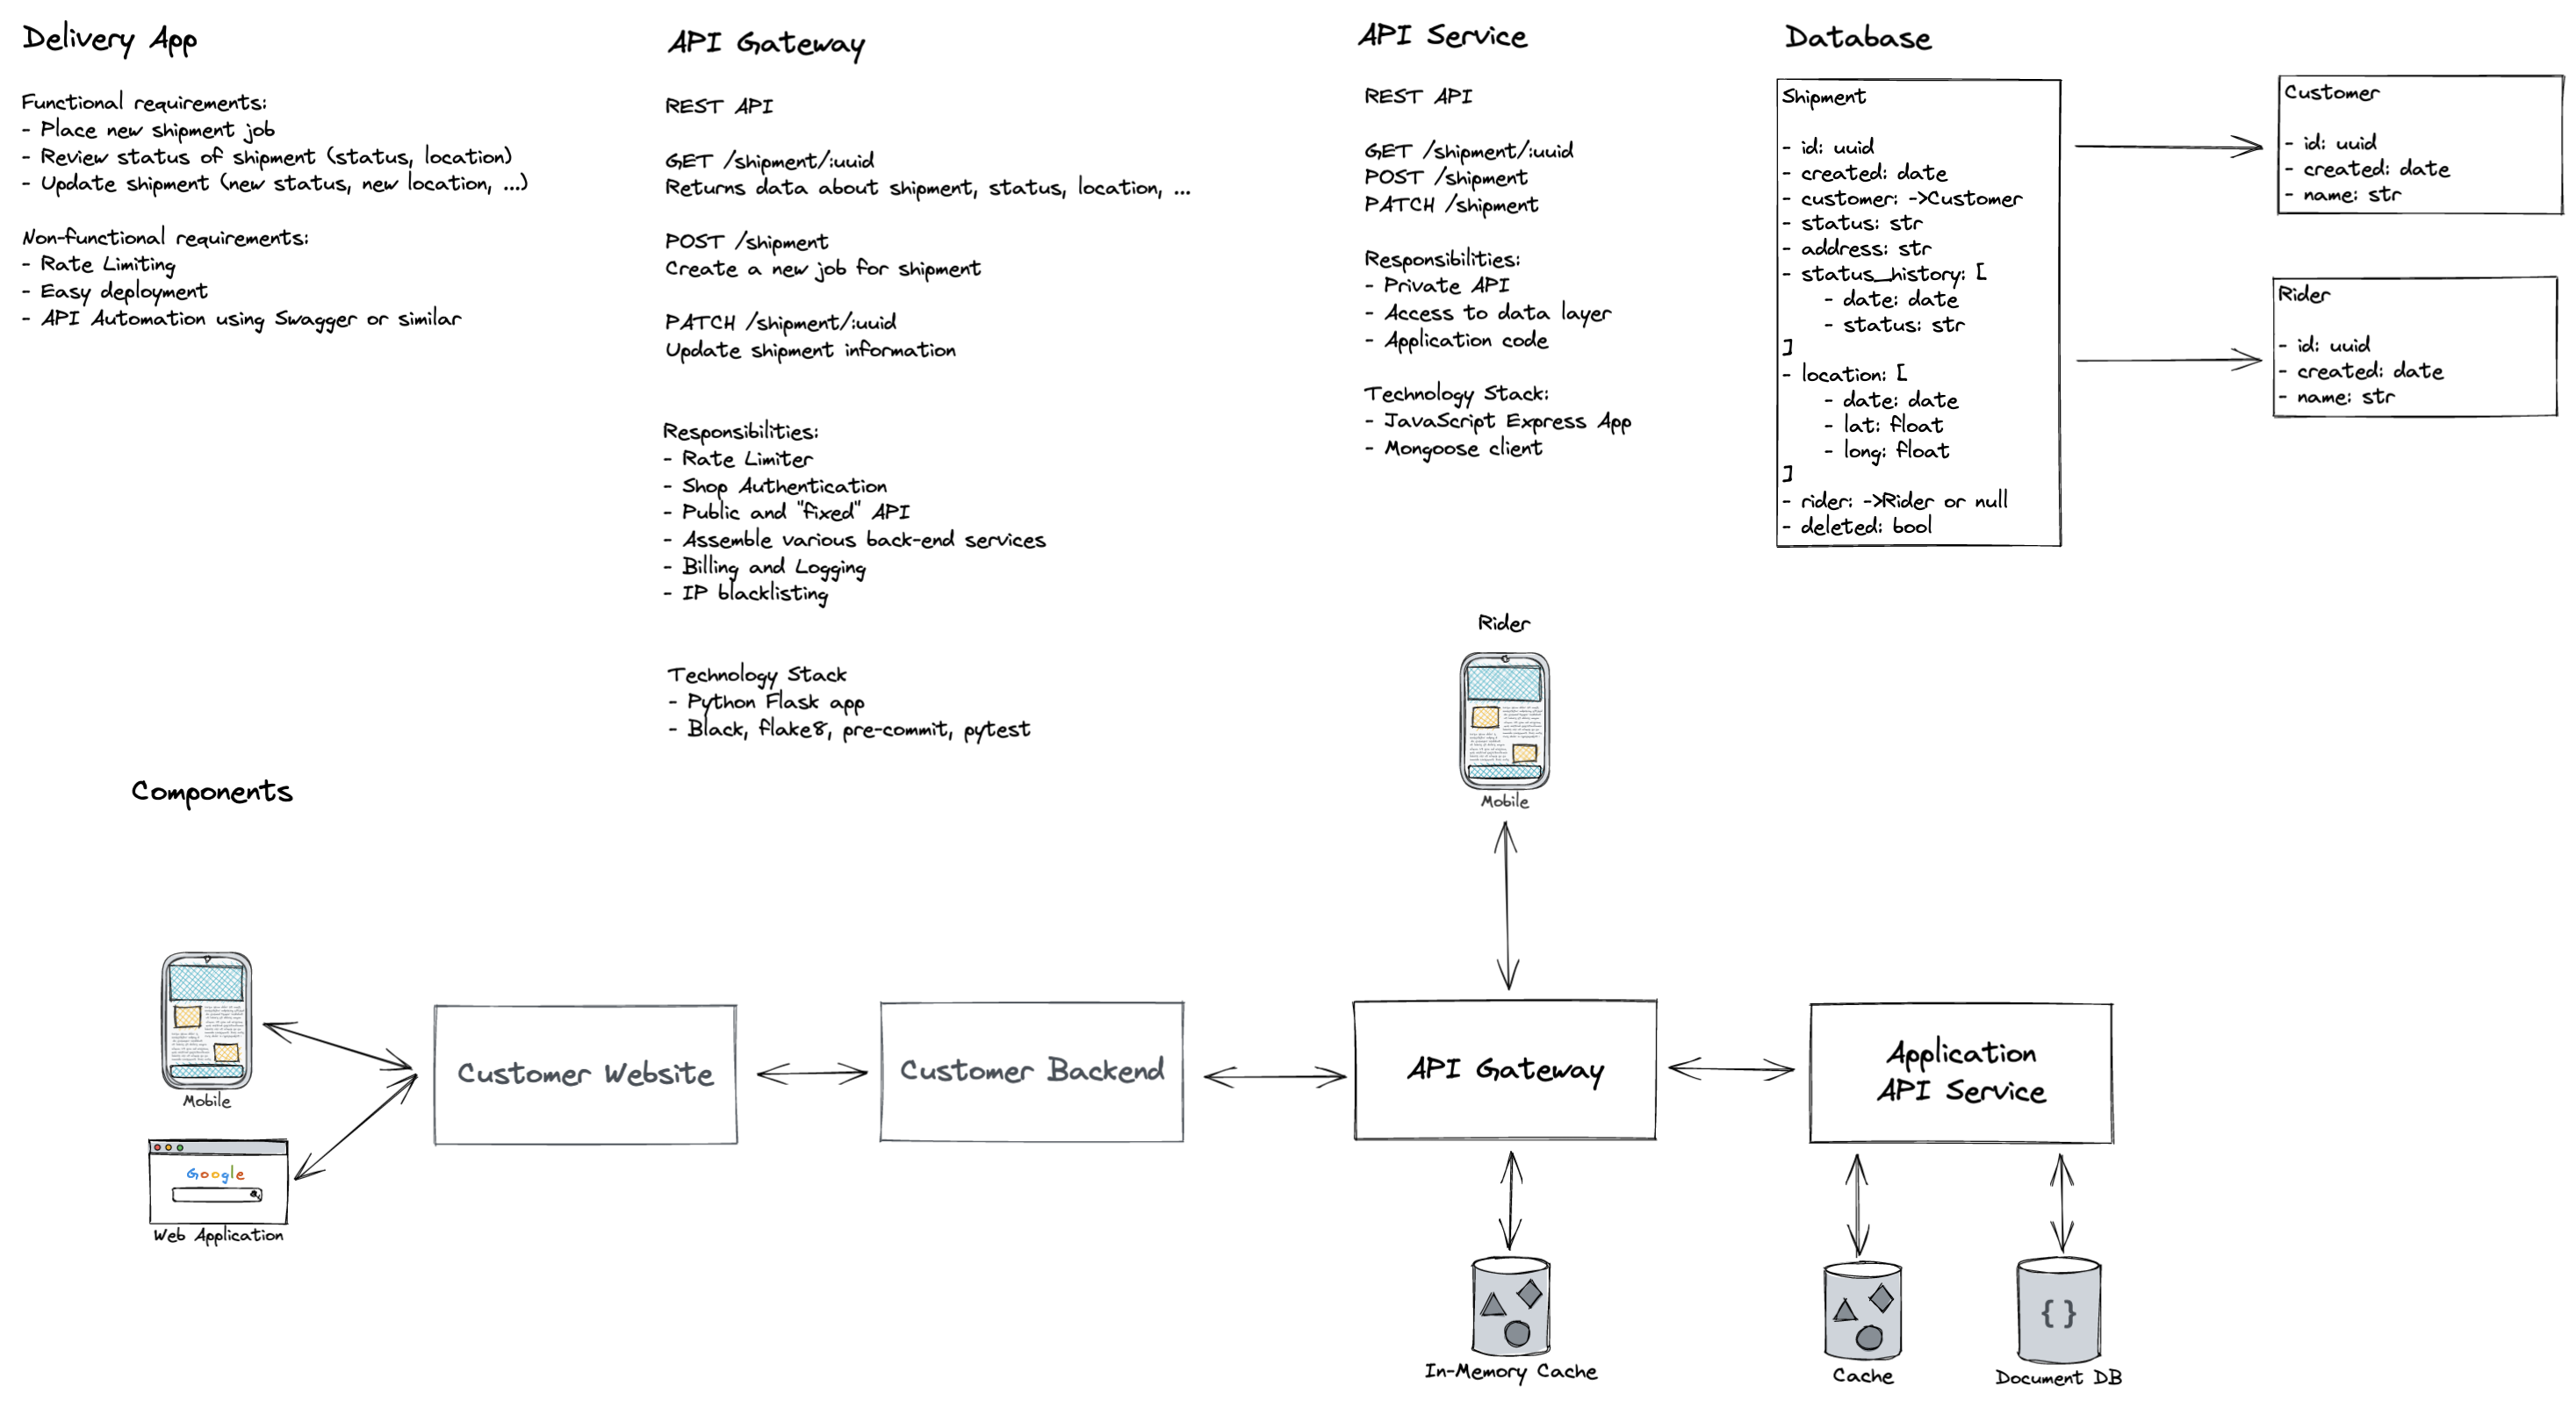 Delivery App
Functional requirements:
- Place new shipment job
- Review status of shipment (status, location)
- Update shipment (new status, new location, ...)
Non-functional requirements:
- Rate Limiting
- Easy deployment
- API Automation using Swagger or similar
API Gateway
REST API
GET /shipment/:uuid
Returns data about shipment, status, location, ...
POST /shipment
Create a new job for shipment
PATCH /shipment/:uuid
Update shipment information
Responsibilities:
- Rate Limiter
- Shop Authentication
- Public and "fixed" API
- Assemble various back-end services
- Billing and Logging
- IP blacklisting
Technology Stack
- Python Flask app
- Black, flake8, pre-commit, pytest
API Service
REST API
GET /shipment/:uuid
POST /shipment
PATCH /shipment
Responsibilities:
- Private API
- Access to data layer
- Application code
Technology Stack:
- JavaScript Express App
- Mongoose client
Database
Shipment
- id: uuid
- created: date
- customer: ->Customer
- status: str
- address: str
- status_history: [
- date: date
- status: str
]
- location: [
- date: date
- lat: float
- long: float
]
- rider: ->Rider or null
- deleted: bool
Customer
- id: uuid
- created: date
- name: str
Rider
- id: uuid
- created: date
- name: str
Components
Rider
Mobile
Mobile
Google
Web Application
Customer Website
Customer Backend
API Gateway
Application
API Service
In-Memory Cache
Cache
{ }
Document DB